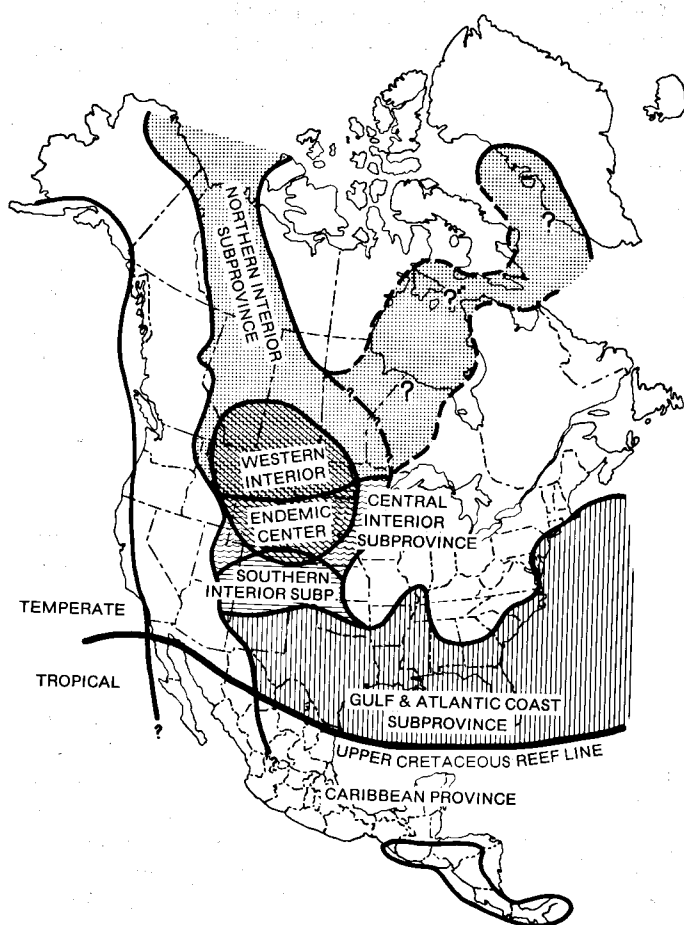 NORTHERN INTERIOR
SUBPROVINCE
?
?
?
WESTERN
INTERIOR
ENDEMIC
CENTER
CENTRAL
INTERIOR
SUBPROVINCE
SOUTHERN
INTERIOR SUBP.
TEMPERATE
TROPICAL
GULF & ATLANTIC COAST
SUBPROVINCE
?
?
UPPER CRETACEOUS REEF LINE
CARIBBEAN PROVINCE